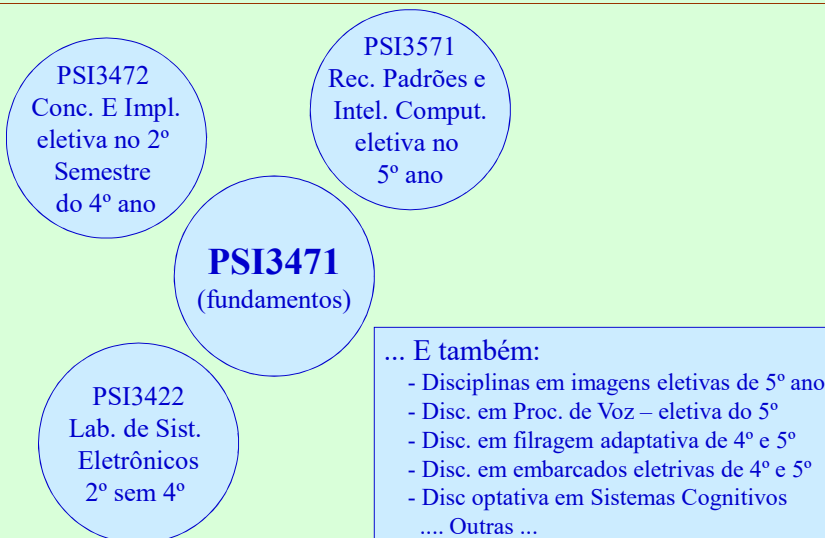 PSI3472
Conc. E Impl.
eletiva no 2º
Semestre
do 4º ano
PSI3571
Rec. Padrões e
Intel. Comput.
eletiva no
5º ano
PSI3471
(fundamentos)
PSI3422
Lab. de Sist.
Eletrônicos
2º sem 4º
... E também:
- Disciplinas em imagens eletivas de 5º ano
- Disc. em Proc. de Voz – eletiva do 5º
- Disc. em filragem adaptativa de 4º e 5º
- Disc. em embarcados eletrivas de 4º e 5º
- Disc optativa em Sistemas Cognitivos
.... Outras ...